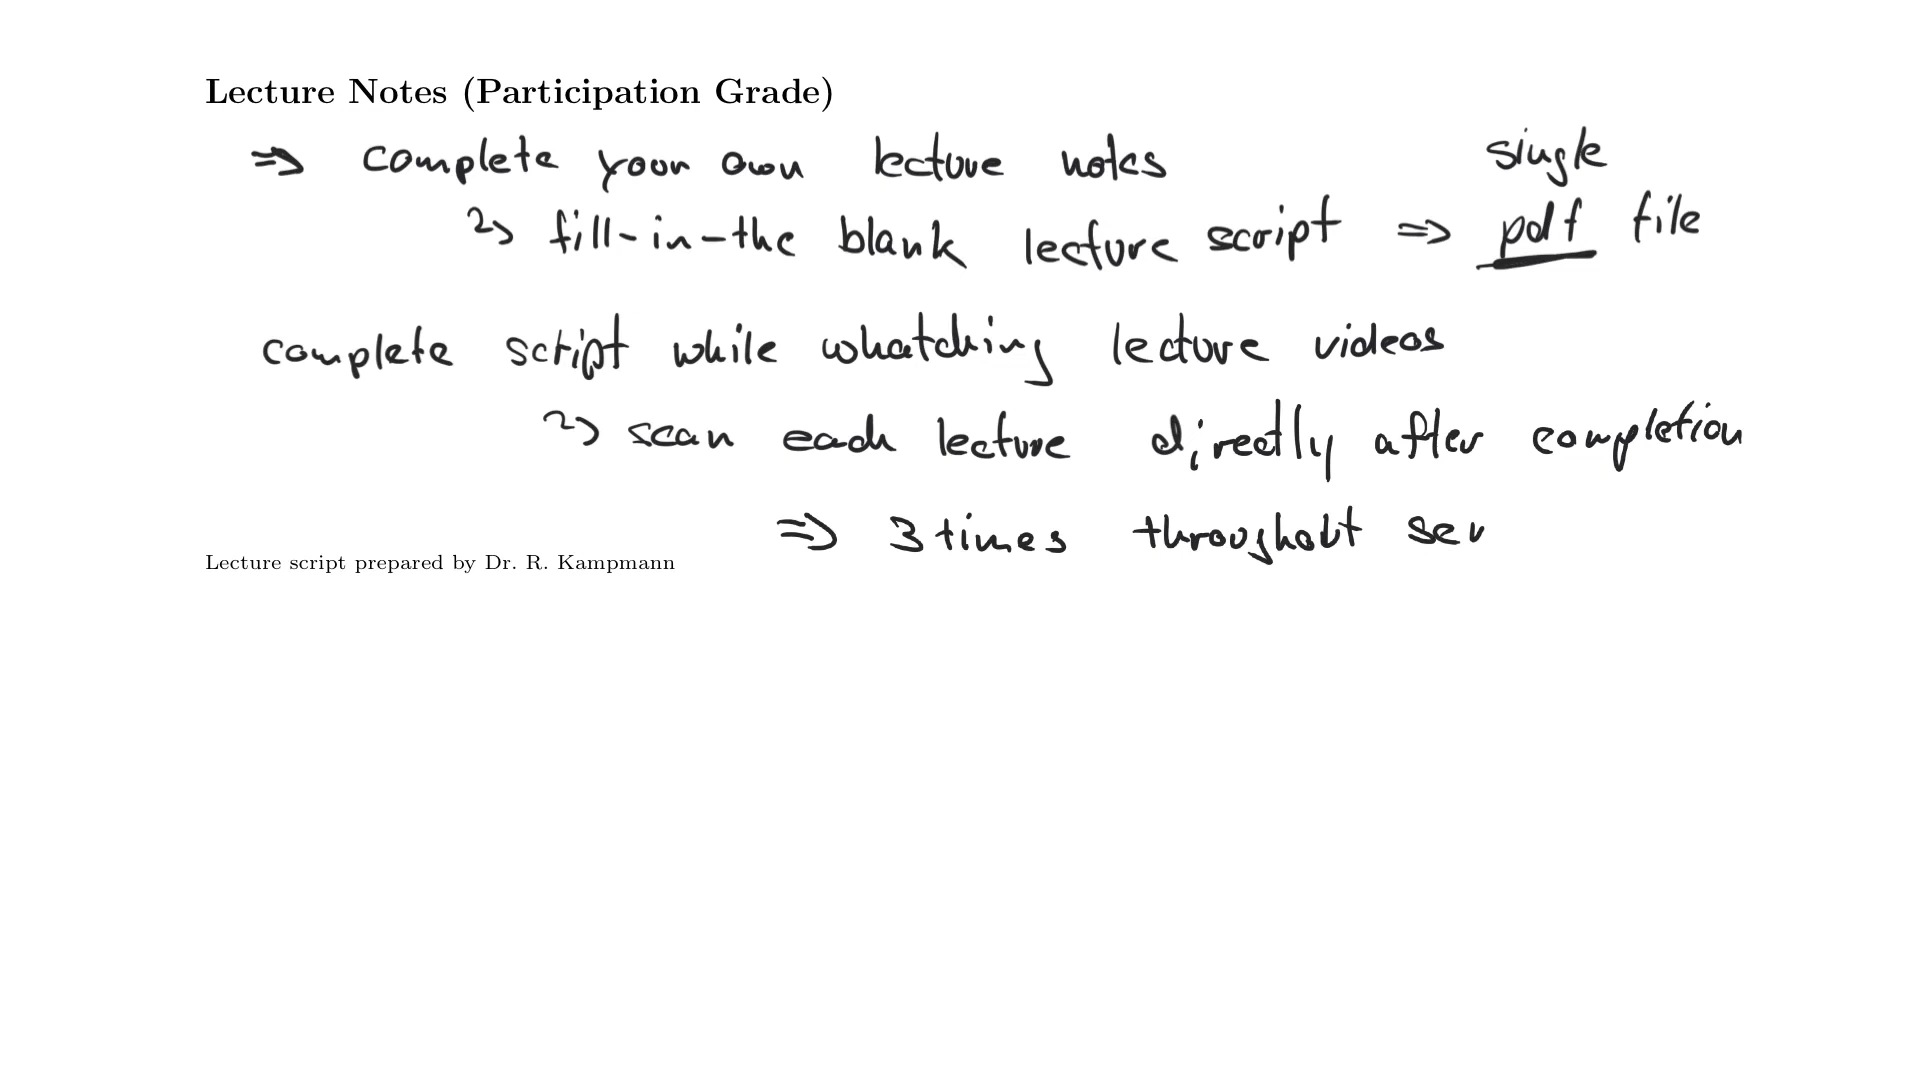 Lecture Notes (Participation Grade)
⇒ complete your own lecture notes
single
↝ fill-in-the blank lecture script ⇒ pdf file
complete script while whatching lecture videos
↝ scan each lecture directly after completion
⇒ 3 times throughout
Lecture script prepared by Dr. R. Kampmann